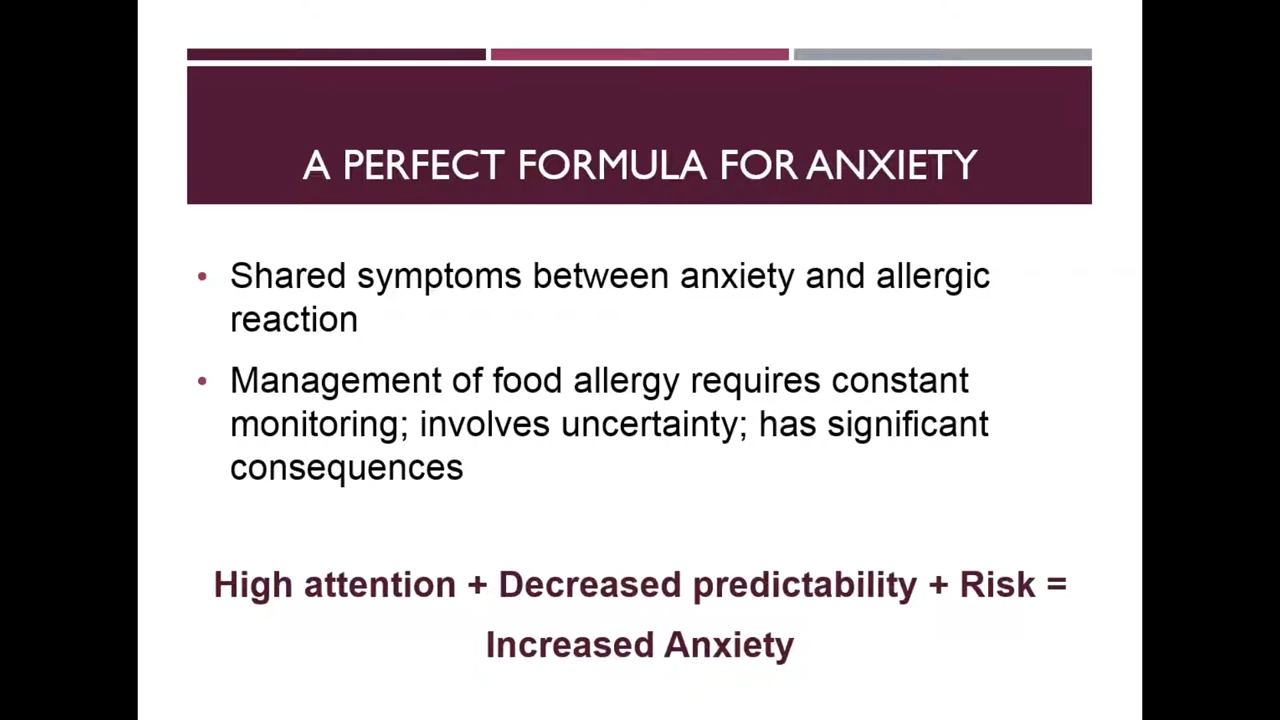 A PERFECT FORMULA FOR ANXIETY
• Shared symptoms between anxiety and allergic
reaction
• Management of food allergy requires constant
monitoring; involves uncertainty; has significant
consequences
High attention + Decreased predictability + Risk =
Increased Anxiety